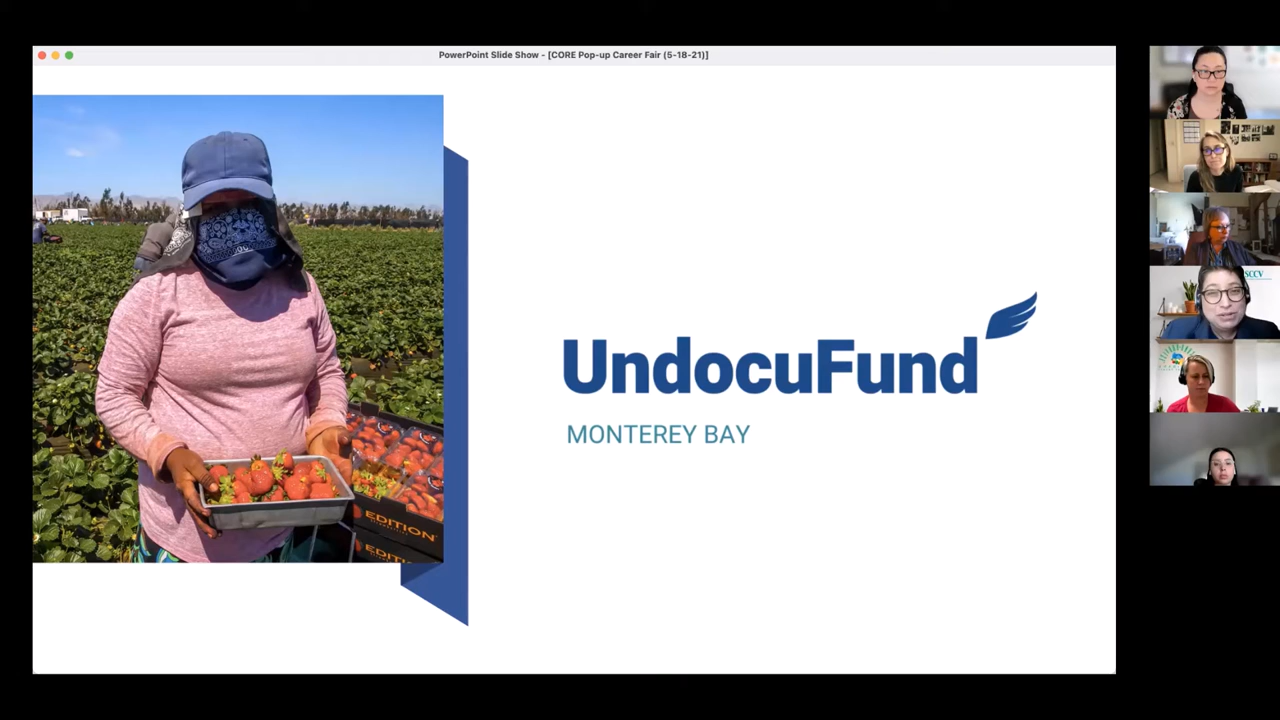 PowerPoint Slide Show - [CORE Pop-up Career Fair (5-18-21)]
UndocuFund
MONTEREY BAY
EDITION
EDITION
SCCV